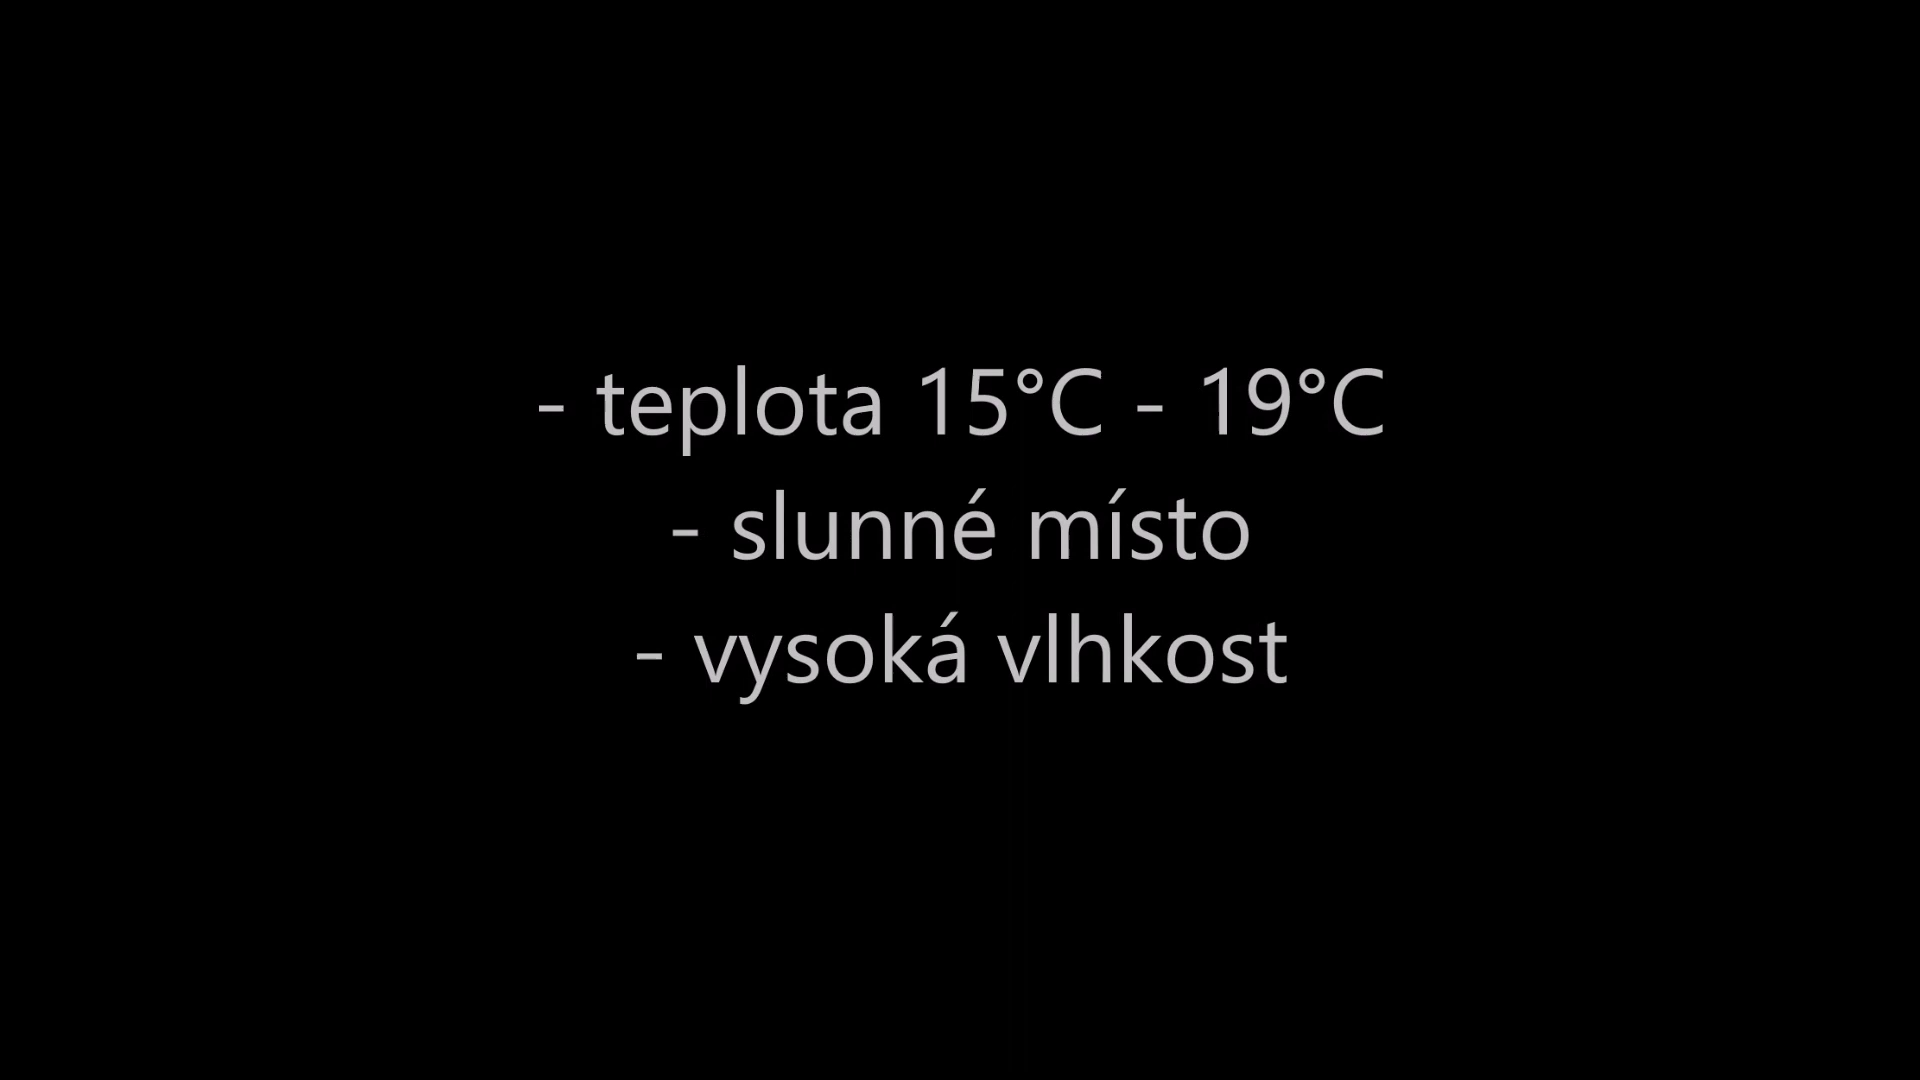 - teplota 15°C - 19°C
- slunné místo
- vysoká vlhkost